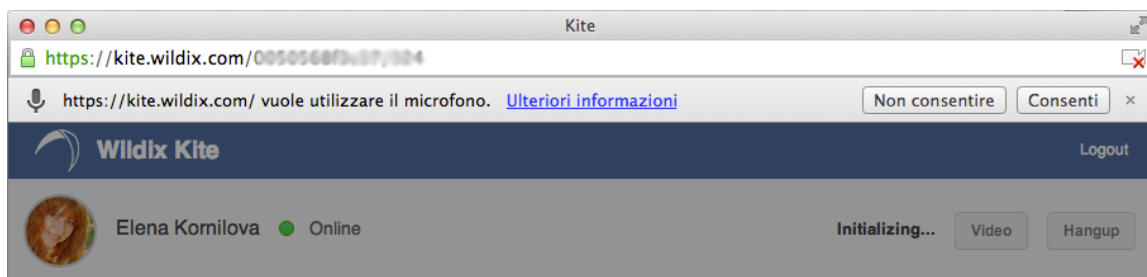 Kite
https://kite.wildix.com/
https://kite.wildix.com/ vuole utilizzare il microfono. Ulteriori informazioni Non consentire Consenti
Wildix Kite Logout
Elena Kornilova Online Initializing... Video Hangup